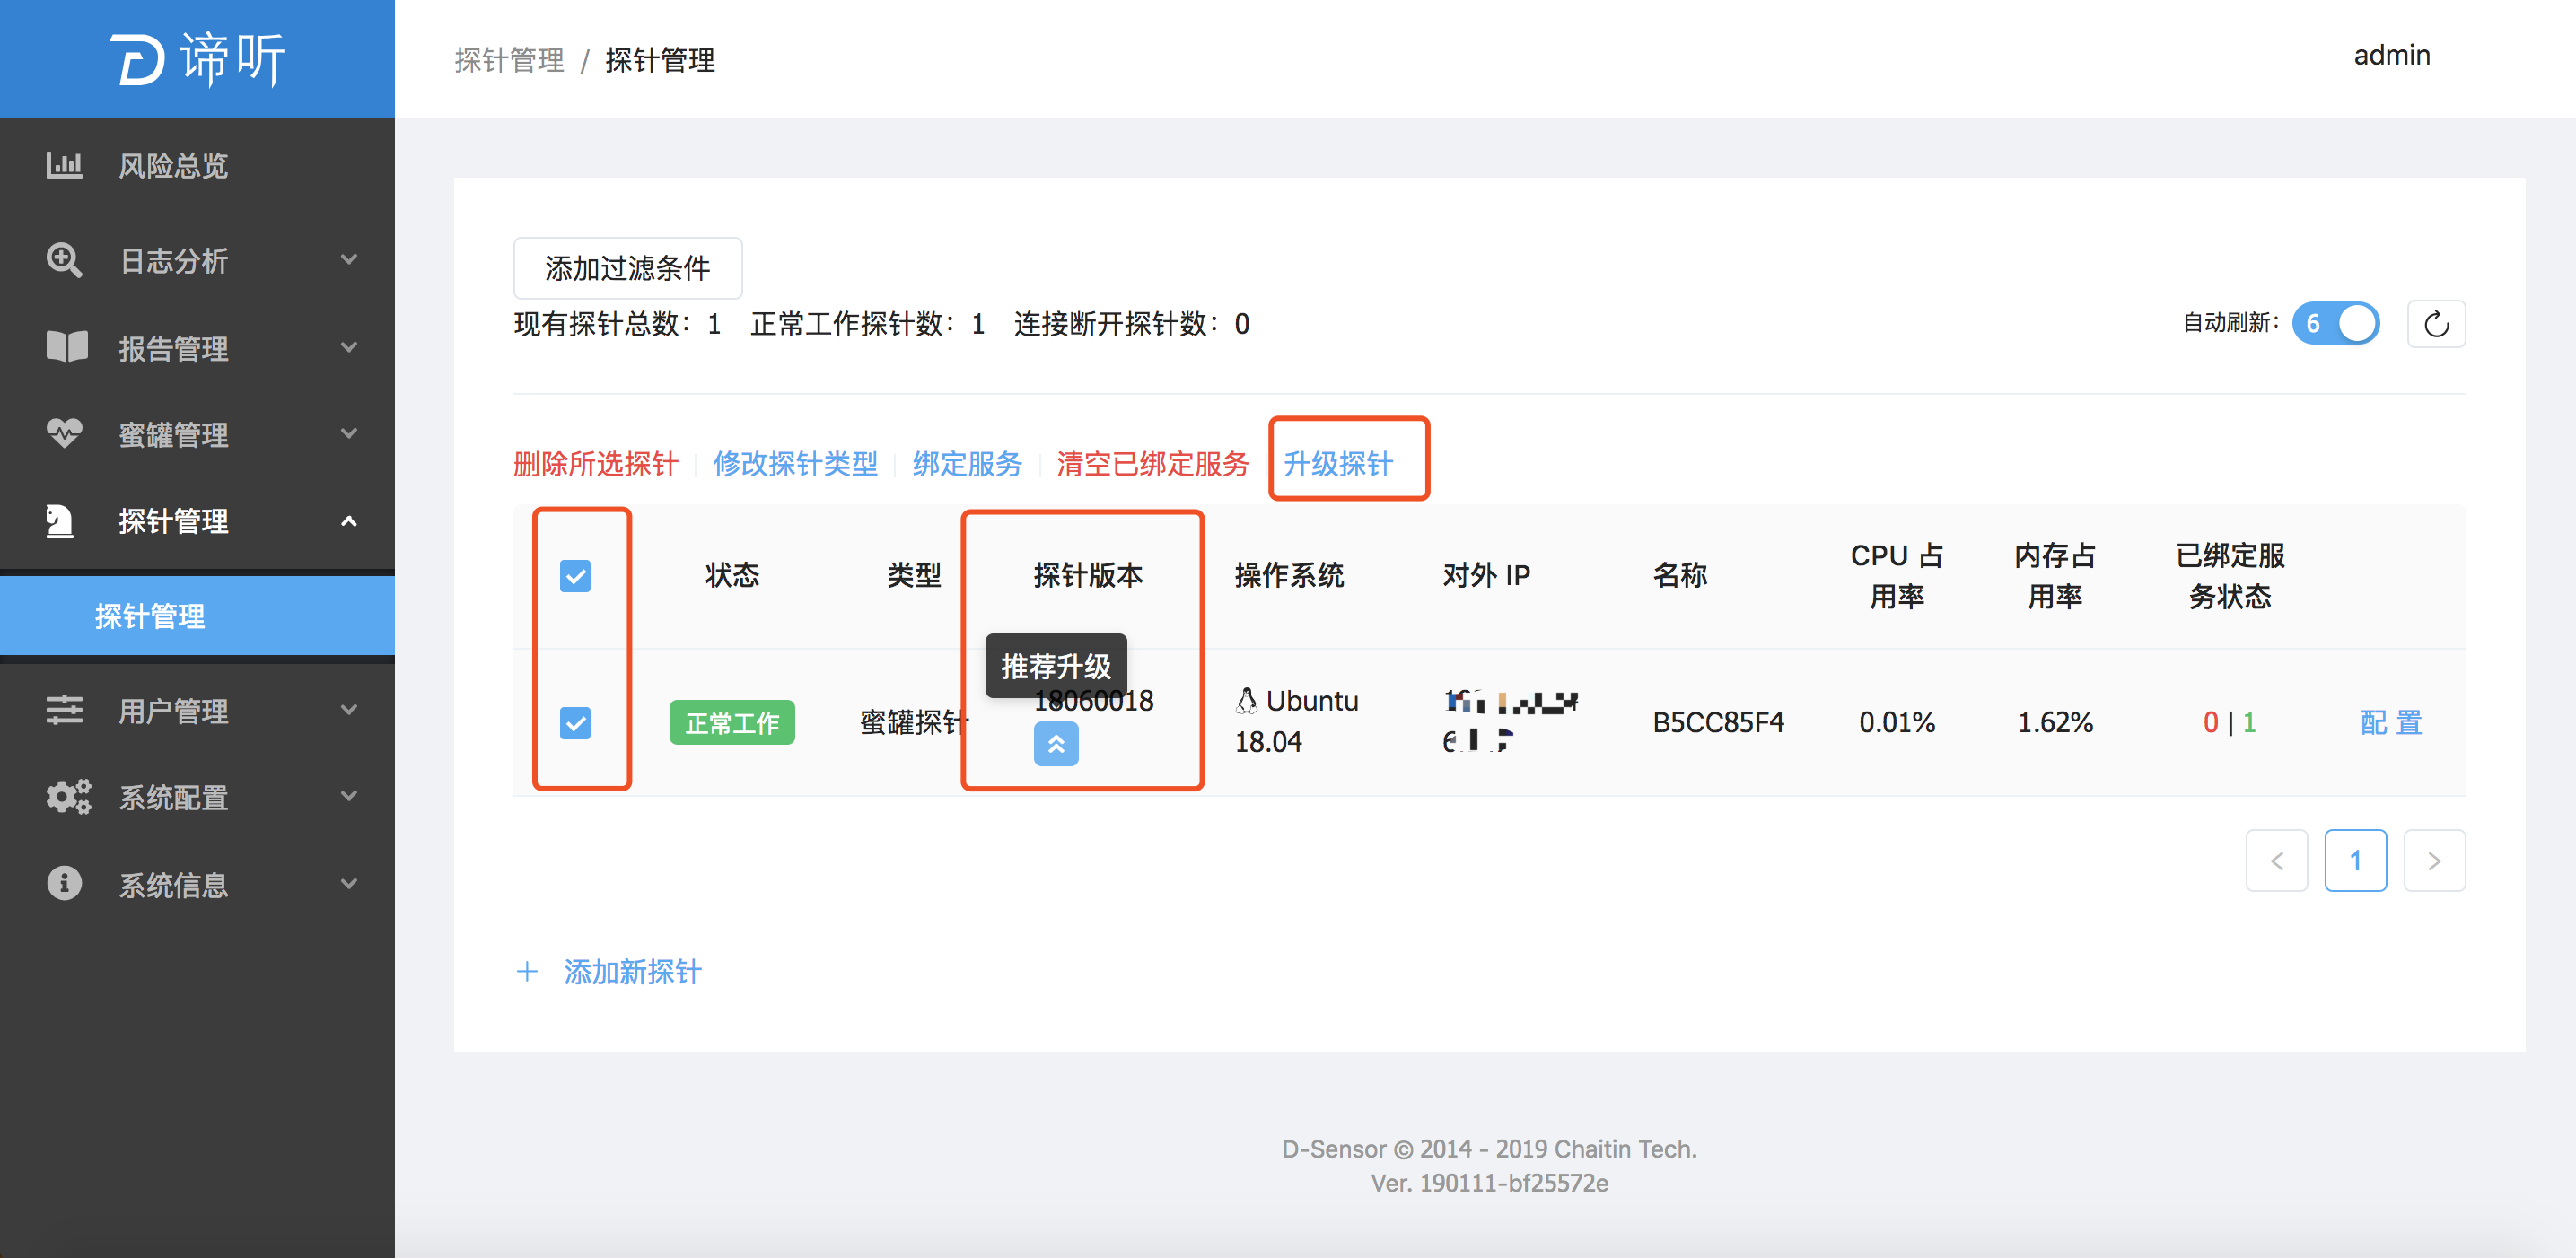 谛听
探针管理 / 探针管理
admin
风险总览
日志分析
报告管理
蜜罐管理
探针管理
探针管理
用户管理
系统配置
系统信息
添加过滤条件
现有探针总数：1 正常工作探针数：1 连接断开探针数：0
自动刷新： 6
删除所选探针 修改探针类型 绑定服务 清空已绑定服务 升级探针
状态 类型 探针版本 操作系统 对外 IP 名称 CPU 占用率 内存占用率 已绑定服务状态
推荐升级
正常工作 蜜罐探针 18060018 Ubuntu 18.04 B5CC85F4 0.01% 1.62% 0 | 1 配 置
< 1 >
+ 添加新探针
D-Sensor © 2014 - 2019 Chaitin Tech.
Ver. 190111-bf25572e